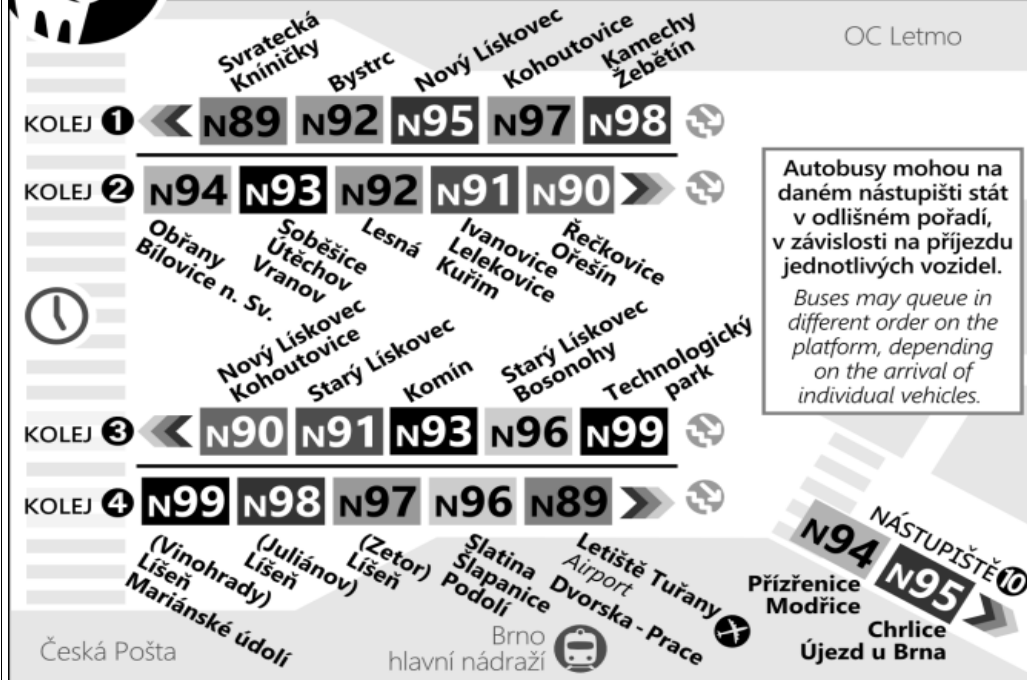 OC Letmo
Svratecká
Kníničky
Bystrc
Nový Lískovec
Kohoutovice
Kamechy
Žebětín
KOLEJ 1 N89 N92 N95 N97 N98
KOLEJ 2 N94 N93 N92 N91 N90
Obřany
Bílovice n. Sv.
Soběšice
Útěchov
Vranov
Lesná
Ivanovice
Lelekovice
Kuřim
Řečkovice
Ořešín
Autobusy mohou na
daném nástupišti stát
v odlišném pořadí,
v závislosti na příjezdu
jednotlivých vozidel.
Buses may queue in
different order on the
platform, depending
on the arrival of
individual vehicles.
Nový Lískovec
Kohoutovice
Starý Lískovec
Komín
Starý Lískovec
Bosonohy
Technologický
park
KOLEJ 3 N90 N91 N93 N96 N99
KOLEJ 4 N99 N98 N97 N96 N89
(Vinohrady)
Líšeň
Mariánské údolí
(Juliánov)
Líšeň
(Zetor)
Líšeň
Slatina
Šlapanice
Podolí
Letiště Tuřany
Airport
Dvorska - Prace
NÁSTUPIŠTĚ 10
N94 N95
Přízřenice
Modřice
Chrlice
Újezd u Brna
Česká Pošta
Brno
hlavní nádraží